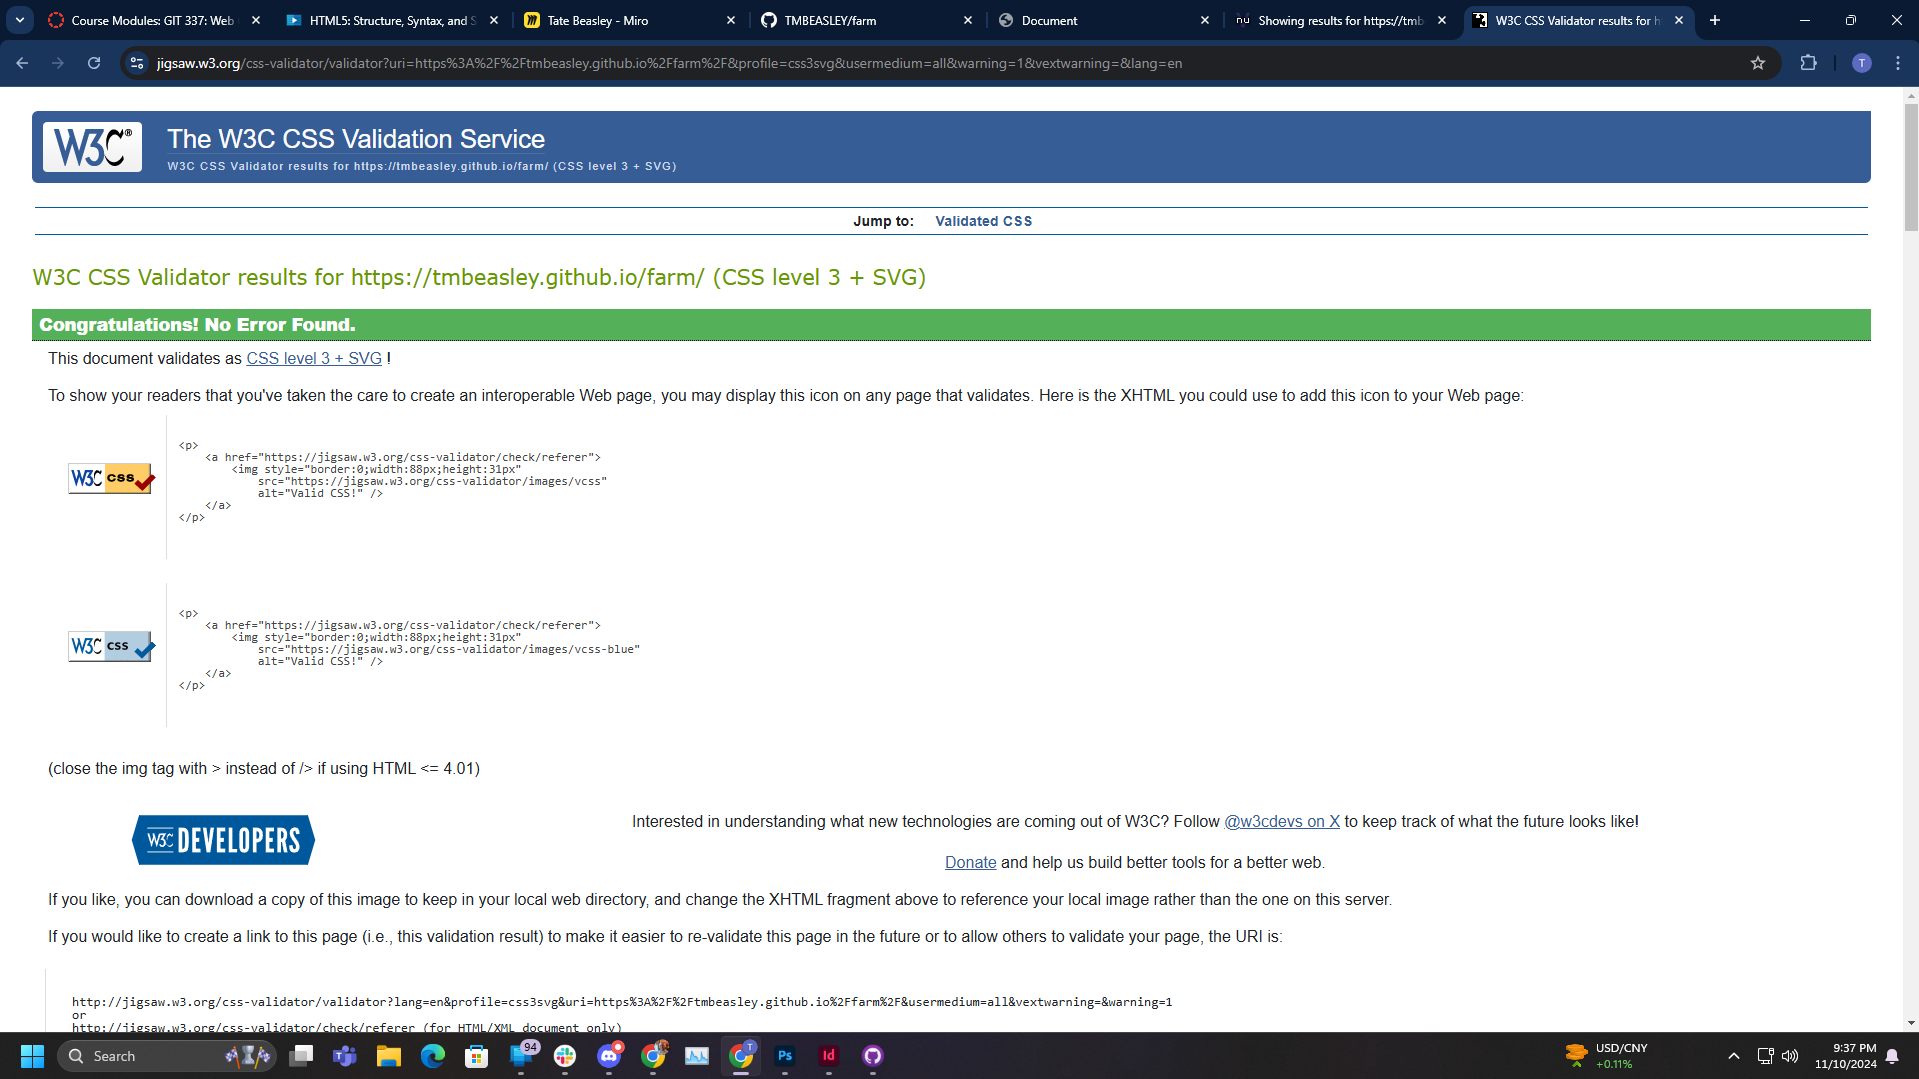 Course Modules: GIT 337: Web
HTML5: Structure, Syntax, and S
Tate Beasley - Miro
TMBEASLEY/farm
Document
nu Showing results for https://tmb
W3C CSS Validator results for h
jigsaw.w3.org/css-validator/validator?uri=https%3A%2F%2Ftmbeasley.github.io%2Ffarm%2F&profile=css3svg&usermedium=all&warning=1&vextwarning=&lang=en
T
W3C®
The W3C CSS Validation Service
W3C CSS Validator results for https://tmbeasley.github.io/farm/ (CSS level 3 + SVG)
Jump to: Validated CSS
W3C CSS Validator results for https://tmbeasley.github.io/farm/ (CSS level 3 + SVG)
Congratulations! No Error Found.
This document validates as CSS level 3 + SVG !
To show your readers that you've taken the care to create an interoperable Web page, you may display this icon on any page that validates. Here is the XHTML you could use to add this icon to your Web page:
W3C css
<p>
<a href="https://jigsaw.w3.org/css-validator/check/referer">
<img style="border:0;width:88px;height:31px"
src="https://jigsaw.w3.org/css-validator/images/vcss"
alt="Valid CSS!" />
</a>
</p>
W3C css
<p>
<a href="https://jigsaw.w3.org/css-validator/check/referer">
<img style="border:0;width:88px;height:31px"
src="https://jigsaw.w3.org/css-validator/images/vcss-blue"
alt="Valid CSS!" />
</a>
</p>
(close the img tag with > instead of /> if using HTML <= 4.01)
W3C DEVELOPERS
Interested in understanding what new technologies are coming out of W3C? Follow @w3cdevs on X to keep track of what the future looks like!
Donate and help us build better tools for a better web.
If you like, you can download a copy of this image to keep in your local web directory, and change the XHTML fragment above to reference your local image rather than the one on this server.
If you would like to create a link to this page (i.e., this validation result) to make it easier to re-validate this page in the future or to allow others to validate your page, the URI is:
http://jigsaw.w3.org/css-validator/validator?lang=en&profile=css3svg&uri=https%3A%2F%2Ftmbeasley.github.io%2Ffarm%2F&usermedium=all&vextwarning=&warning=1
or
http://jigsaw.w3.org/css-validator/check/referer (for HTML/XML document only)
Search
94
T
Ps
Id
USD/CNY
+0.11%
9:37 PM
11/10/2024